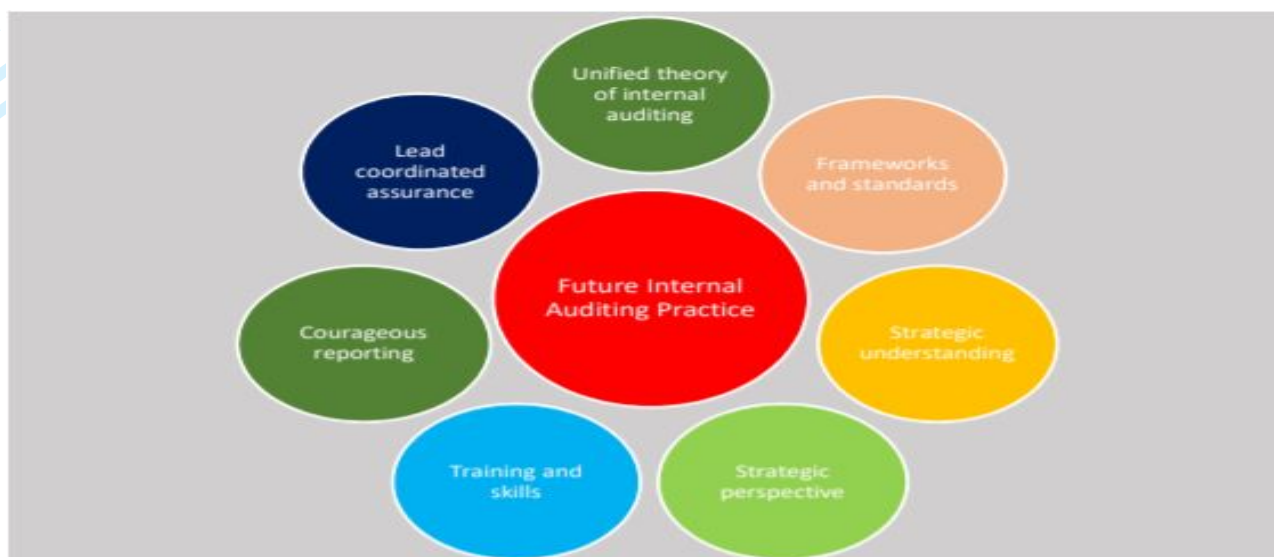 Unified theory
of internal
auditing
Frameworks
and standards
Strategic
understanding
Strategic
perspective
Training and
skills
Courageous
reporting
Lead
coordinated
assurance
Future Internal
Auditing Practice